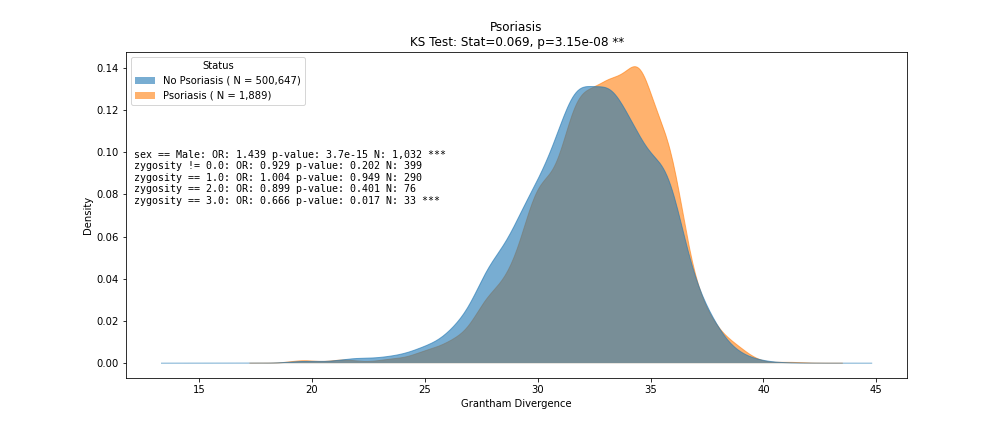 Psoriasis
KS Test: Stat=0.069, p=3.15e-08 **
Status
No Psoriasis ( N = 500,647)
Psoriasis ( N = 1,889)
sex == Male: OR: 1.439 p-value: 3.7e-15 N: 1,032 ***
zygosity != 0.0: OR: 0.929 p-value: 0.202 N: 399
zygosity == 1.0: OR: 1.004 p-value: 0.949 N: 290
zygosity == 2.0: OR: 0.899 p-value: 0.401 N: 76
zygosity == 3.0: OR: 0.666 p-value: 0.017 N: 33 ***
Density
0.14
0.12
0.10
0.08
0.06
0.04
0.02
0.00
15 20 25 30 35 40 45
Grantham Divergence